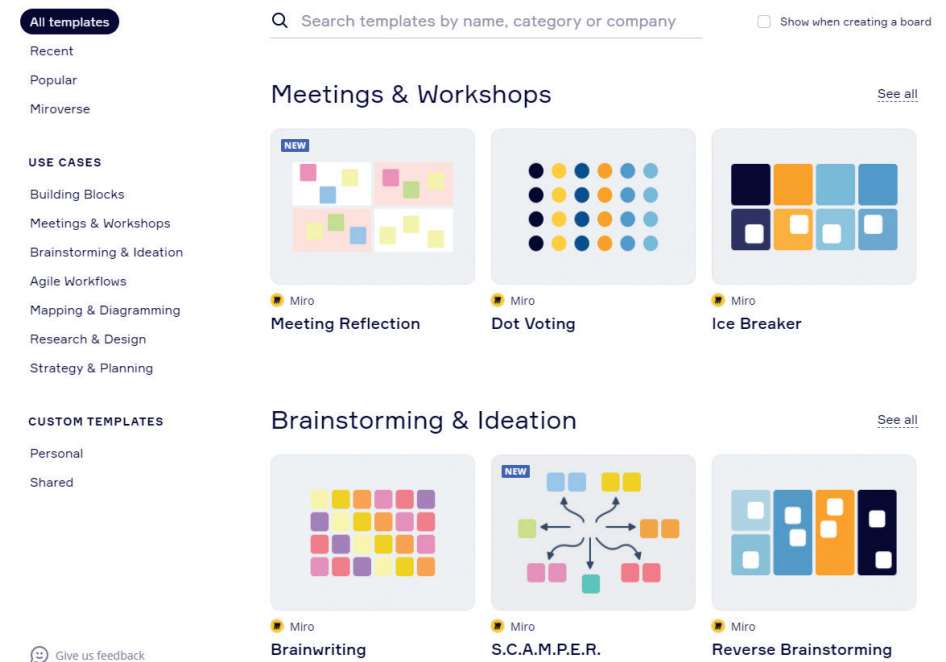 All templates
Search templates by name, category or company
Show when creating a board
Recent
Popular
Miroverse
USE CASES
Building Blocks
Meetings & Workshops
Brainstorming & Ideation
Agile Workflows
Mapping & Diagramming
Research & Design
Strategy & Planning
CUSTOM TEMPLATES
Personal
Shared
Give us feedback
Meetings & Workshops
See all
NEW
Miro
Meeting Reflection
Miro
Dot Voting
Miro
Ice Breaker
Brainstorming & Ideation
See all
Miro
Brainwriting
NEW
Miro
S.C.A.M.P.E.R.
Miro
Reverse Brainstorming